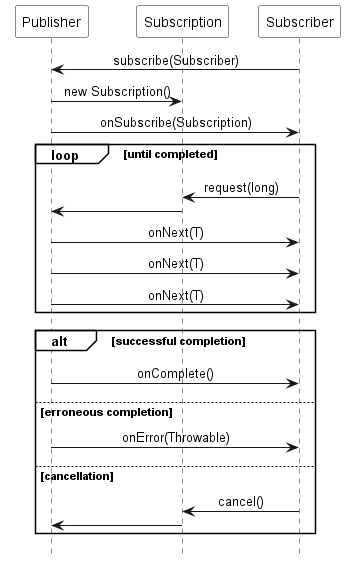 Publisher Subscription Subscriber
subscribe(Subscriber)
new Subscription()
onSubscribe(Subscription)
loop [until completed]
request(long)
onNext(T)
onNext(T)
onNext(T)
alt [successful completion]
onComplete()
[erroneous completion]
onError(Throwable)
[cancellation]
cancel()